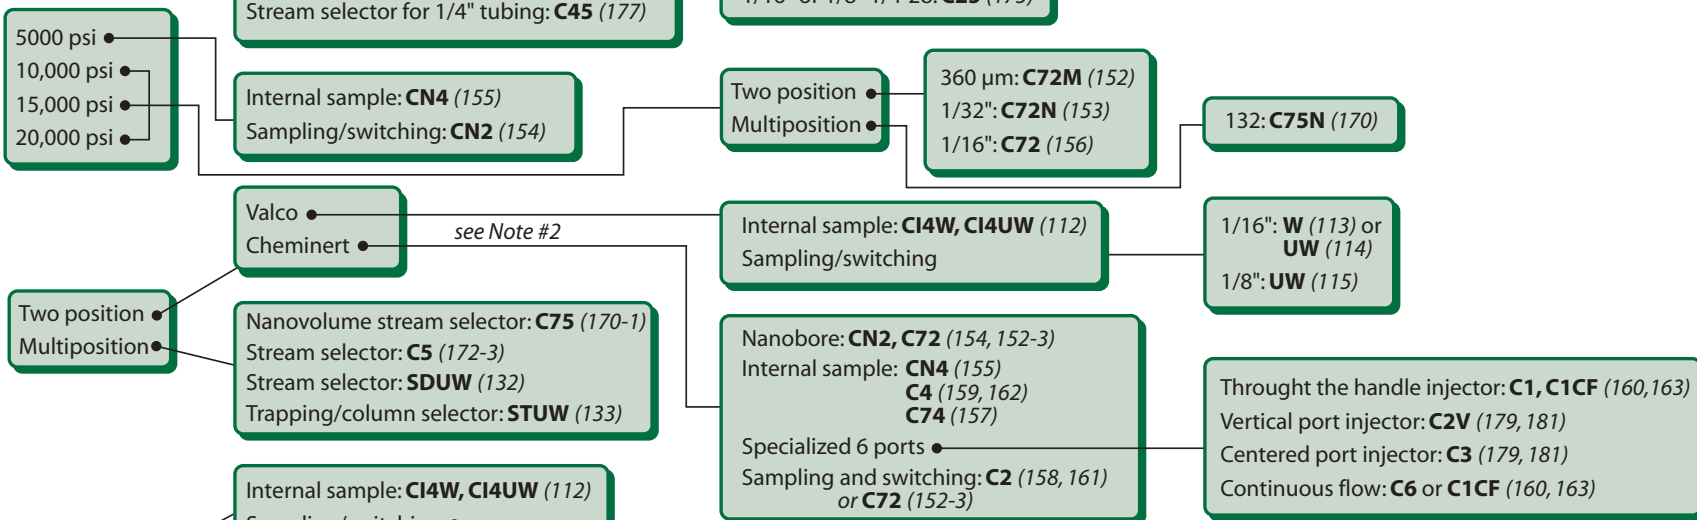 Stream selector for 1/4" tubing: C45 (177)
5000 psi
10,000 psi
15,000 psi
20,000 psi
Internal sample: CN4 (155)
Sampling/switching: CN2 (154)
Two position
Multiposition
360 µm: C72M (152)
1/32": C72N (153)
1/16": C72 (156)
132: C75N (170)
Valco
Cheminert
see Note #2
Internal sample: CI4W, CI4UW (112)
Sampling/switching
1/16": W (113) or
UW (114)
1/8": UW (115)
Two position
Multiposition
Nanovolume stream selector: C75 (170-1)
Stream selector: C5 (172-3)
Stream selector: SDUW (132)
Trapping/column selector: STUW (133)
Nanobore: CN2, C72 (154, 152-3)
Internal sample: CN4 (155)
C4 (159, 162)
C74 (157)
Specialized 6 ports
Sampling and switching: C2 (158, 161)
or C72 (152-3)
Throught the handle injector: C1, C1CF (160,163)
Vertical port injector: C2V (179, 181)
Centered port injector: C3 (179, 181)
Continuous flow: C6 or C1CF (160, 163)
Internal sample: CI4W, CI4UW (112)